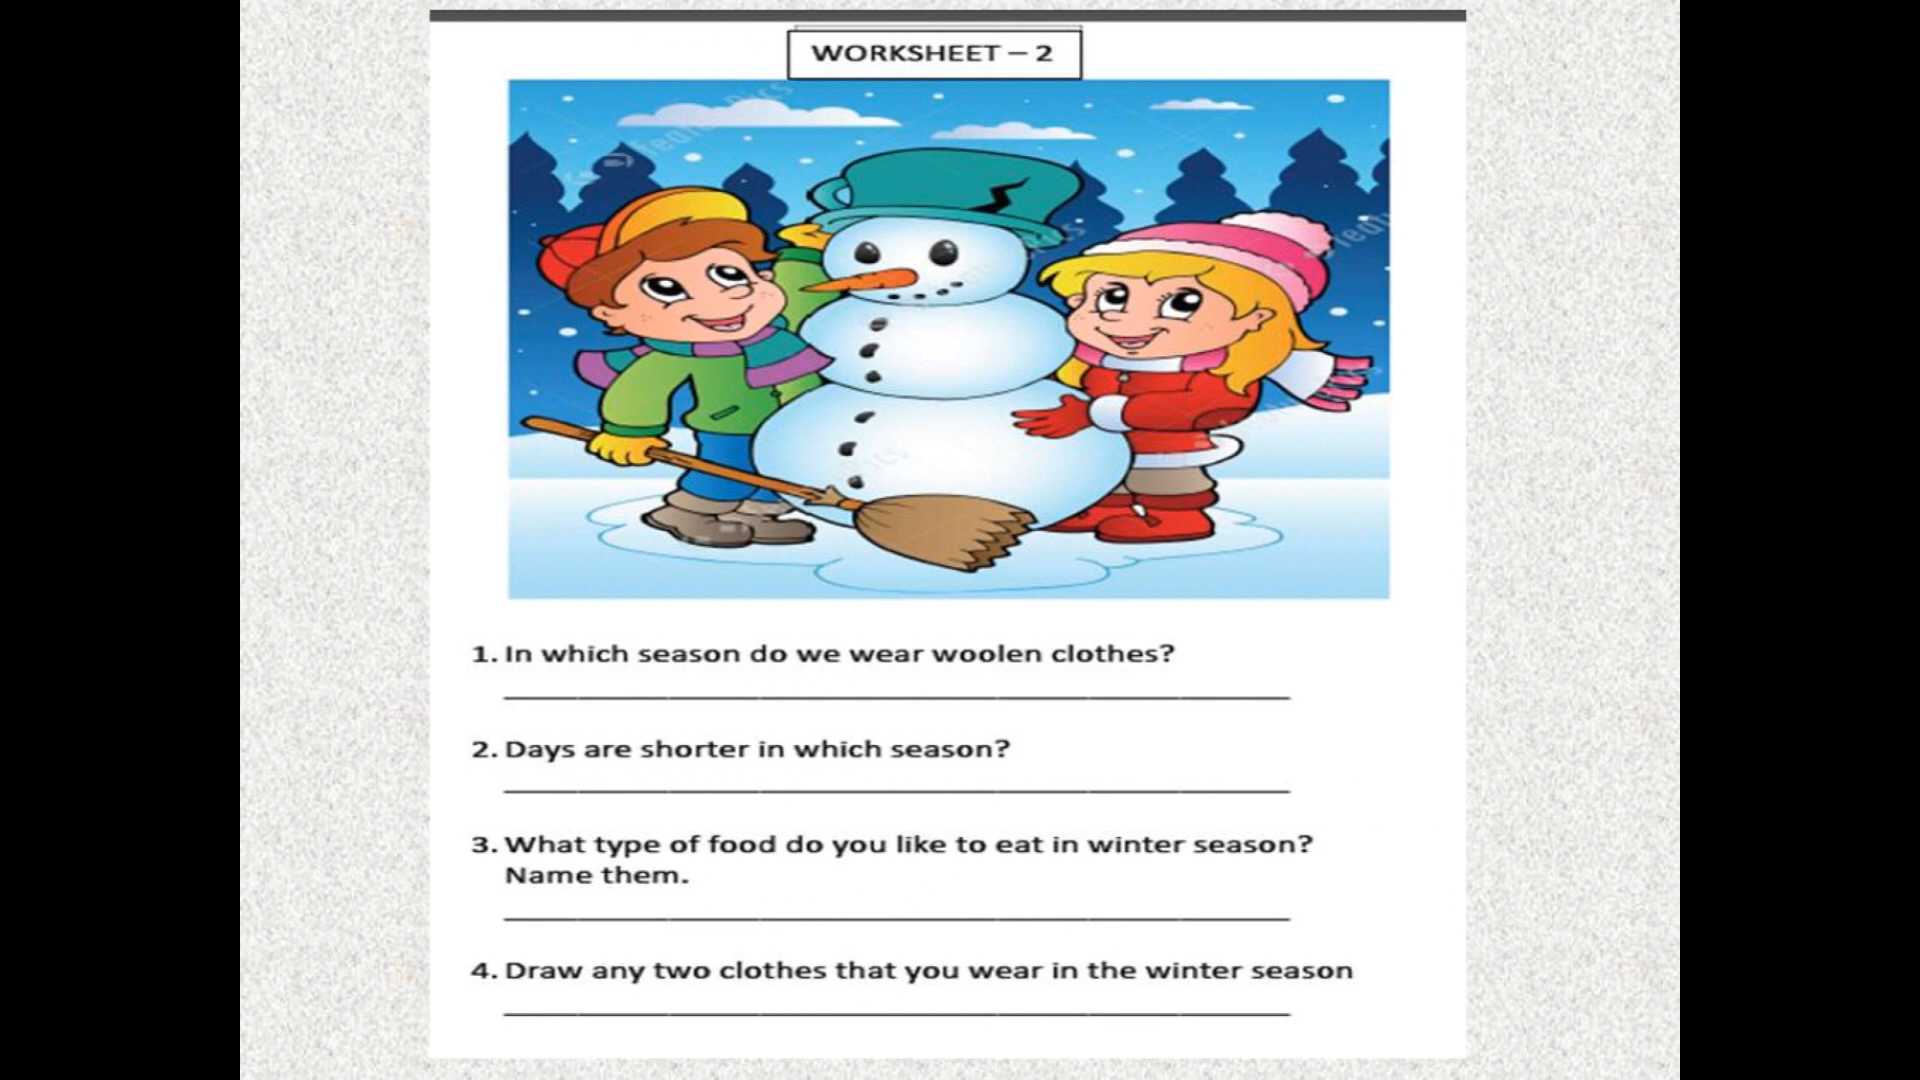 WORKSHEET – 2
1. In which season do we wear woolen clothes?
2. Days are shorter in which season?
3. What type of food do you like to eat in winter season?
Name them.
4. Draw any two clothes that you wear in the winter season